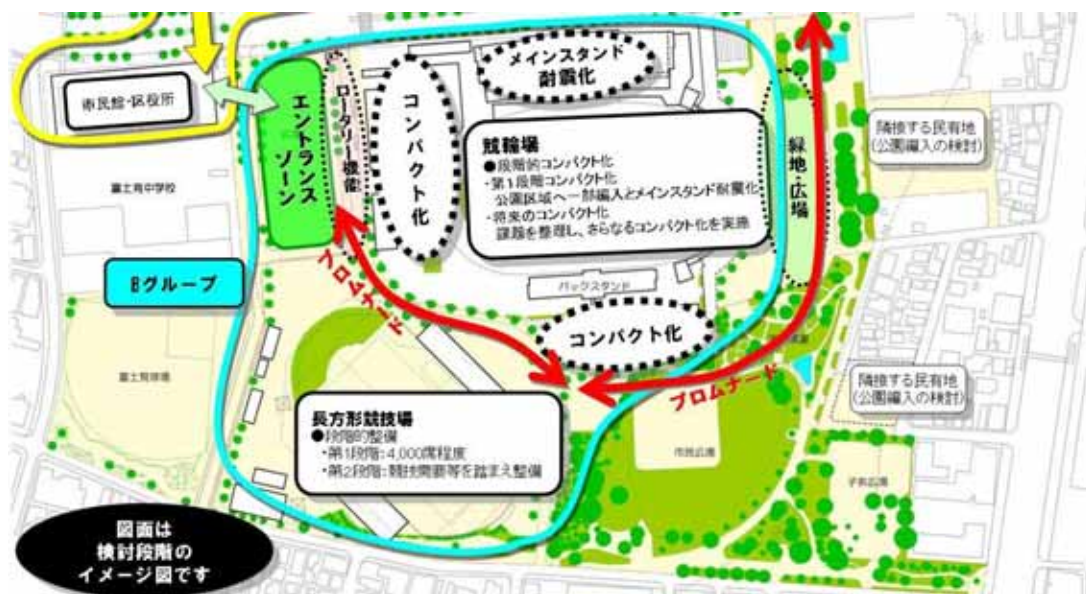 メインスタンド
耐震化
市民館・区役所
エントランス
ゾーン
ロータリー機能
コンパクト化
競輪場
●段階的コンパクト化
・第1段階コンパクト化
公園区域へ一部編入とメインスタンド耐震化
・将来のコンパクト化
課題を整理し、さらなるコンパクト化を実施
緑地・広場
隣接する民有地
(公園編入の検討)
富士見中学校
Bグループ
プロムナード
バックスタンド
コンパクト化
プロムナード
富士見球場
隣接する民有地
(公園編入の検討)
長方形競技場
●段階的整備
・第1段階:4,000席程度
・第2段階:競技需要等を踏まえ整備
市民広場
子供広場
図面は
検討段階の
イメージ図です